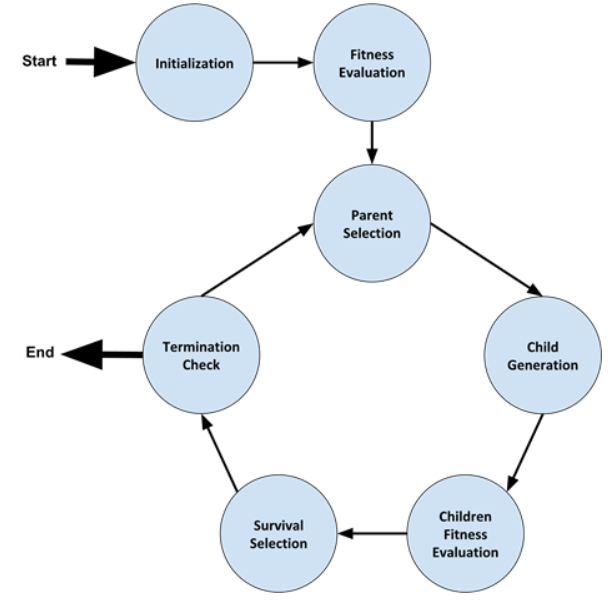 Start
Initialization
Fitness
Evaluation
Parent
Selection
Child
Generation
Children
Fitness
Evaluation
Survival
Selection
Termination
Check
End